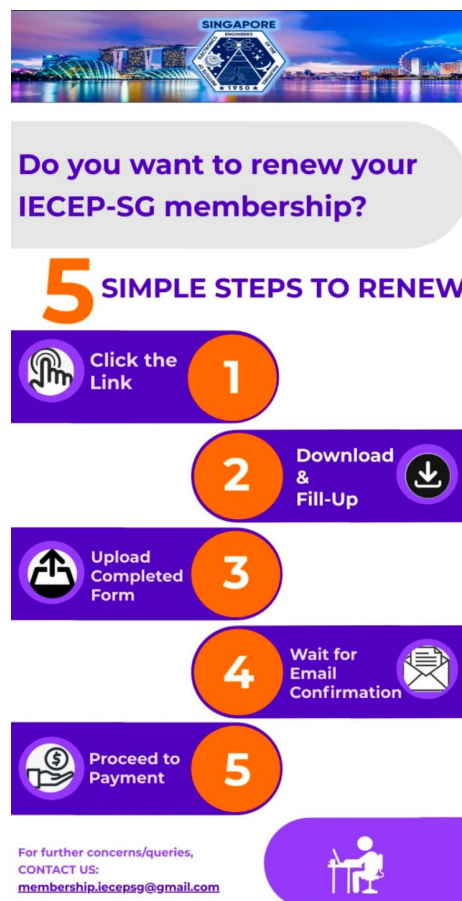 SINGAPORE
ENGINEERS
★ 1950 ★
Do you want to renew your
IECEP-SG membership?
5 SIMPLE STEPS TO RENEW
Click the
Link
1
2
Download
&
Fill-Up
Upload
Completed
Form
3
4
Wait for
Email
Confirmation
Proceed to
Payment
5
For further concerns/queries,
CONTACT US:
membership.iecepsg@gmail.com